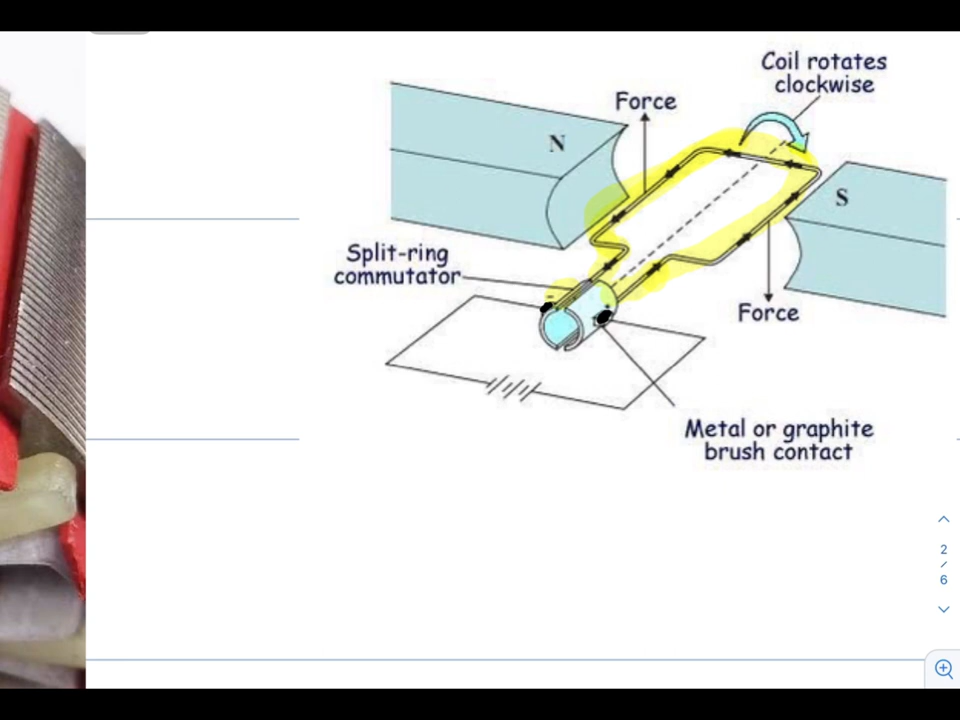 Coil rotates
clockwise
Force
N
S
Split-ring
commutator
Force
Metal or graphite
brush contact
2
/
6